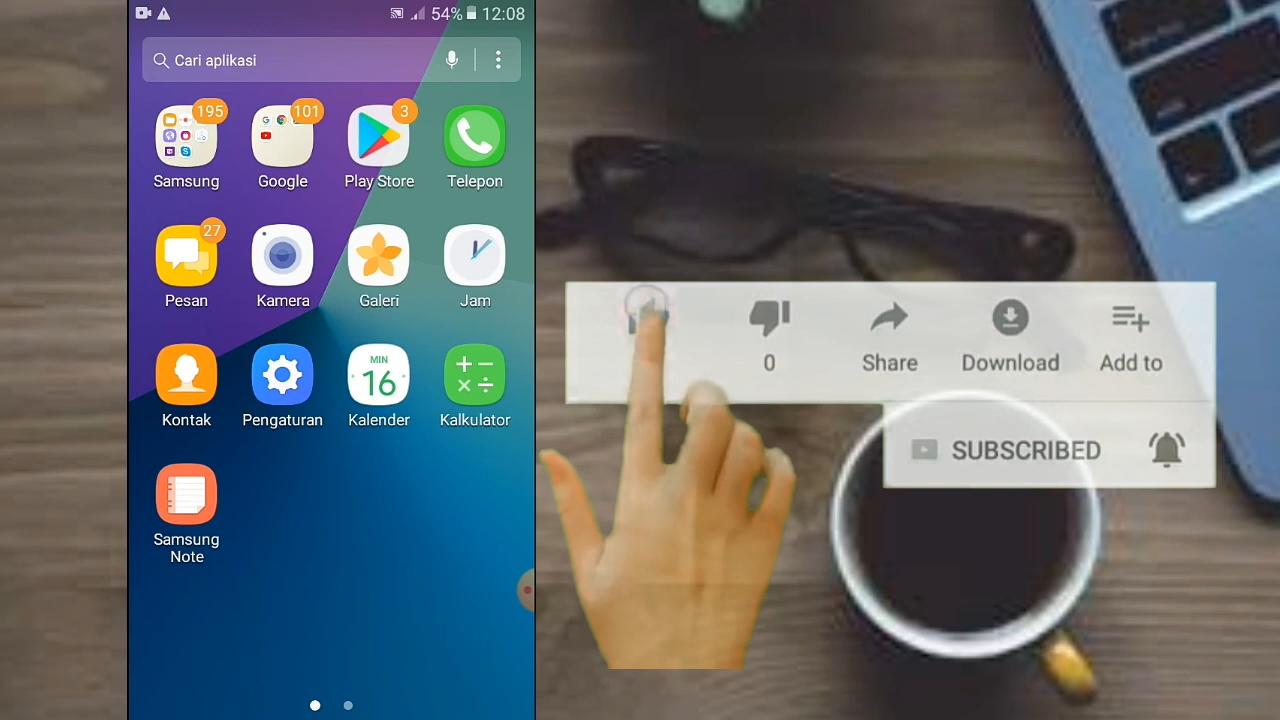 54% 12:08
Cari aplikasi
195
101
3
Samsung
Google
Play Store
Telepon
27
Pesan
Kamera
Galeri
Jam
MIN
16
Kontak
Pengaturan
Kalender
Kalkulator
Samsung
Note
0
Share
Download
Add to
SUBSCRIBED